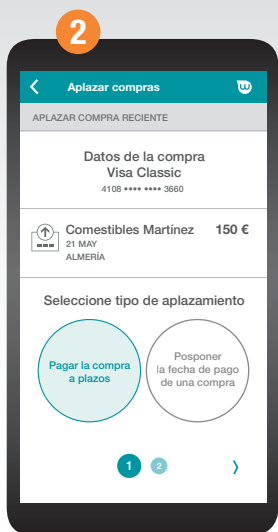 2
Aplazar compras
w
APLAZAR COMPRA RECIENTE
Datos de la compra
Visa Classic
4108 •••• •••• 3660
Comestibles Martínez 150 €
21 MAY
ALMERÍA
Seleccione tipo de aplazamiento
Pagar la compra
a plazos
Posponer
la fecha de pago
de una compra
1 2